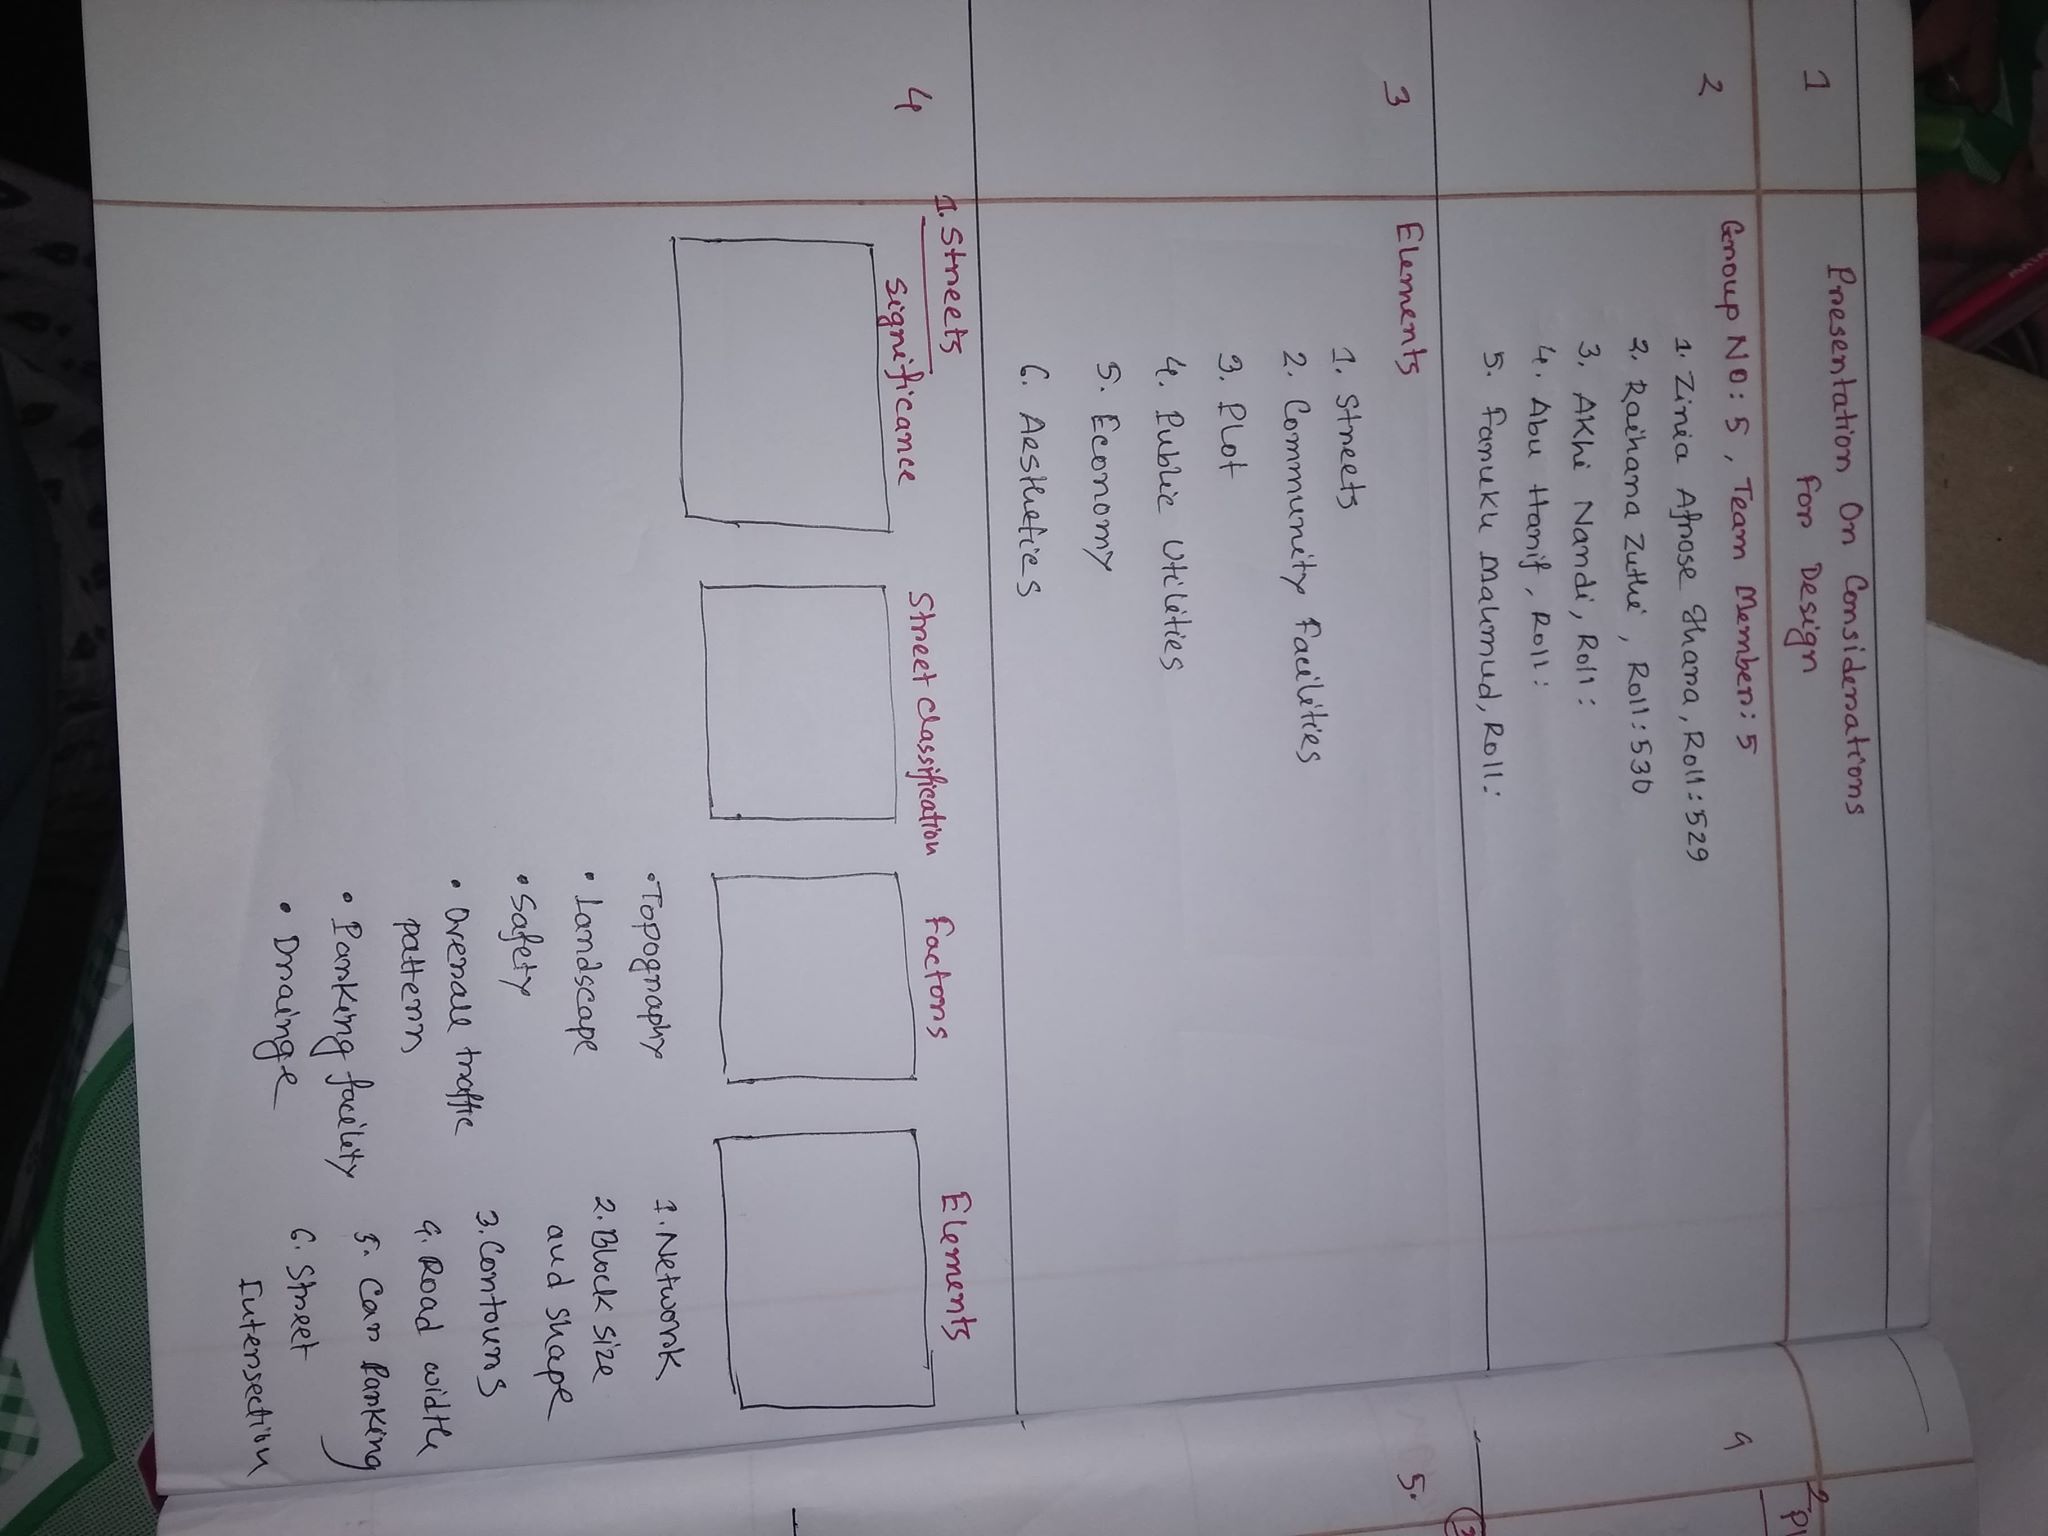 1
Presentation On Considerations
For Design
2
Group NO: 5, Team Member: 5
1. Zinia Afrose Jhara, Roll: 529
2. Raihana Zuthi, Roll: 530
3. Akhi Nandi, Roll:
4. Abu Hanif, Roll:
5. Faruku Mahmud, Roll:
3
Elements
1. Streets
2. Community Facilities
3. Plot
4. Public Utilities
5. Economy
6. Aesthetics
4
1. Streets
Significance
Street Classification
Factors
Elements
• Topography
• Landscape
• Safety
• Overall traffic
pattern
• Parking facility
• Drainge
1. Network
2. Block size
and shape
3. Contours
4. Road width
5. Car Parking
6. Street
Intersection
2
Pl
4
5.